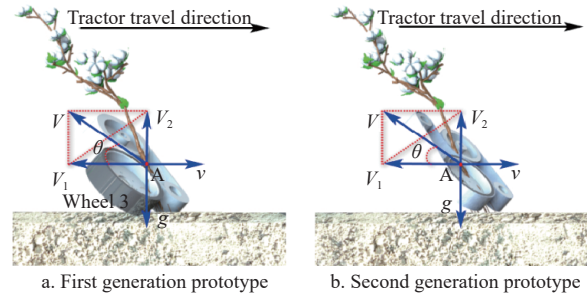 Tractor travel direction
V
V2
θ
A
V1
v
Wheel 3
g
a. First generation prototype
Tractor travel direction
V
V2
θ
A
V1
v
g
b. Second generation prototype